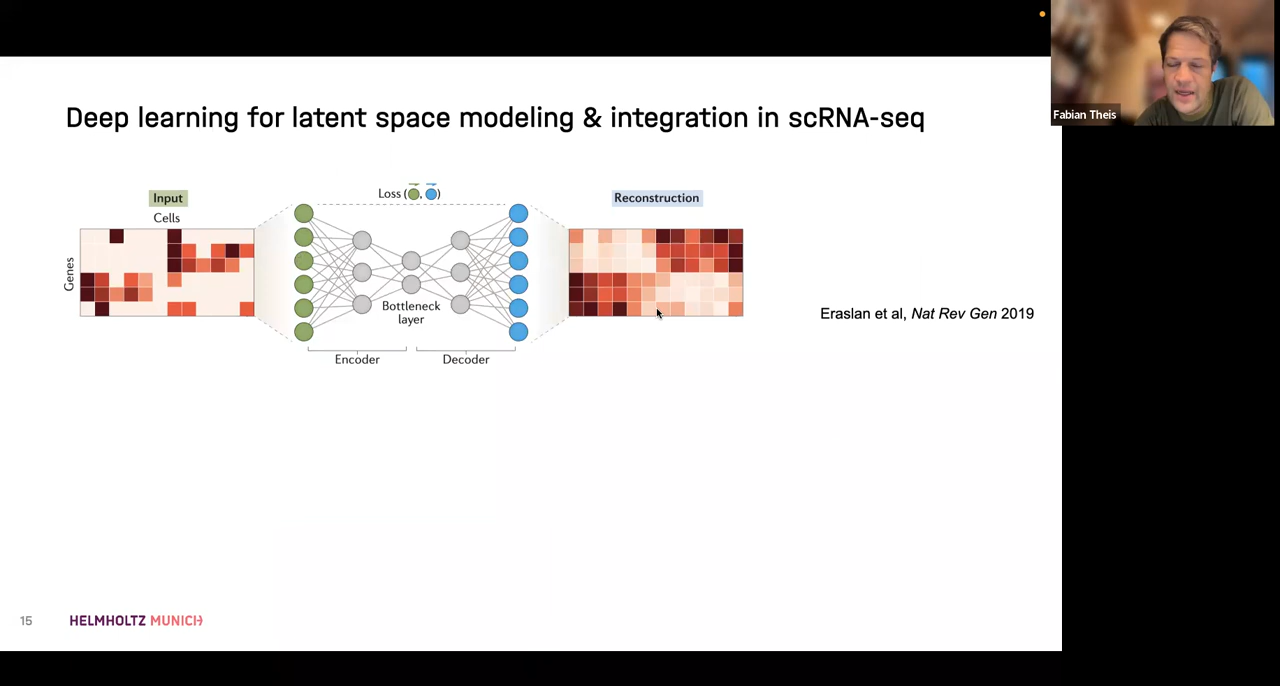 Fabian Theis
Deep learning for latent space modeling & integration in scRNA-seq
Input
Cells
Genes
Loss ( , )
Bottleneck
layer
Encoder
Decoder
Reconstruction
Eraslan et al, Nat Rev Gen 2019
15
HELMHOLTZ MUNICH